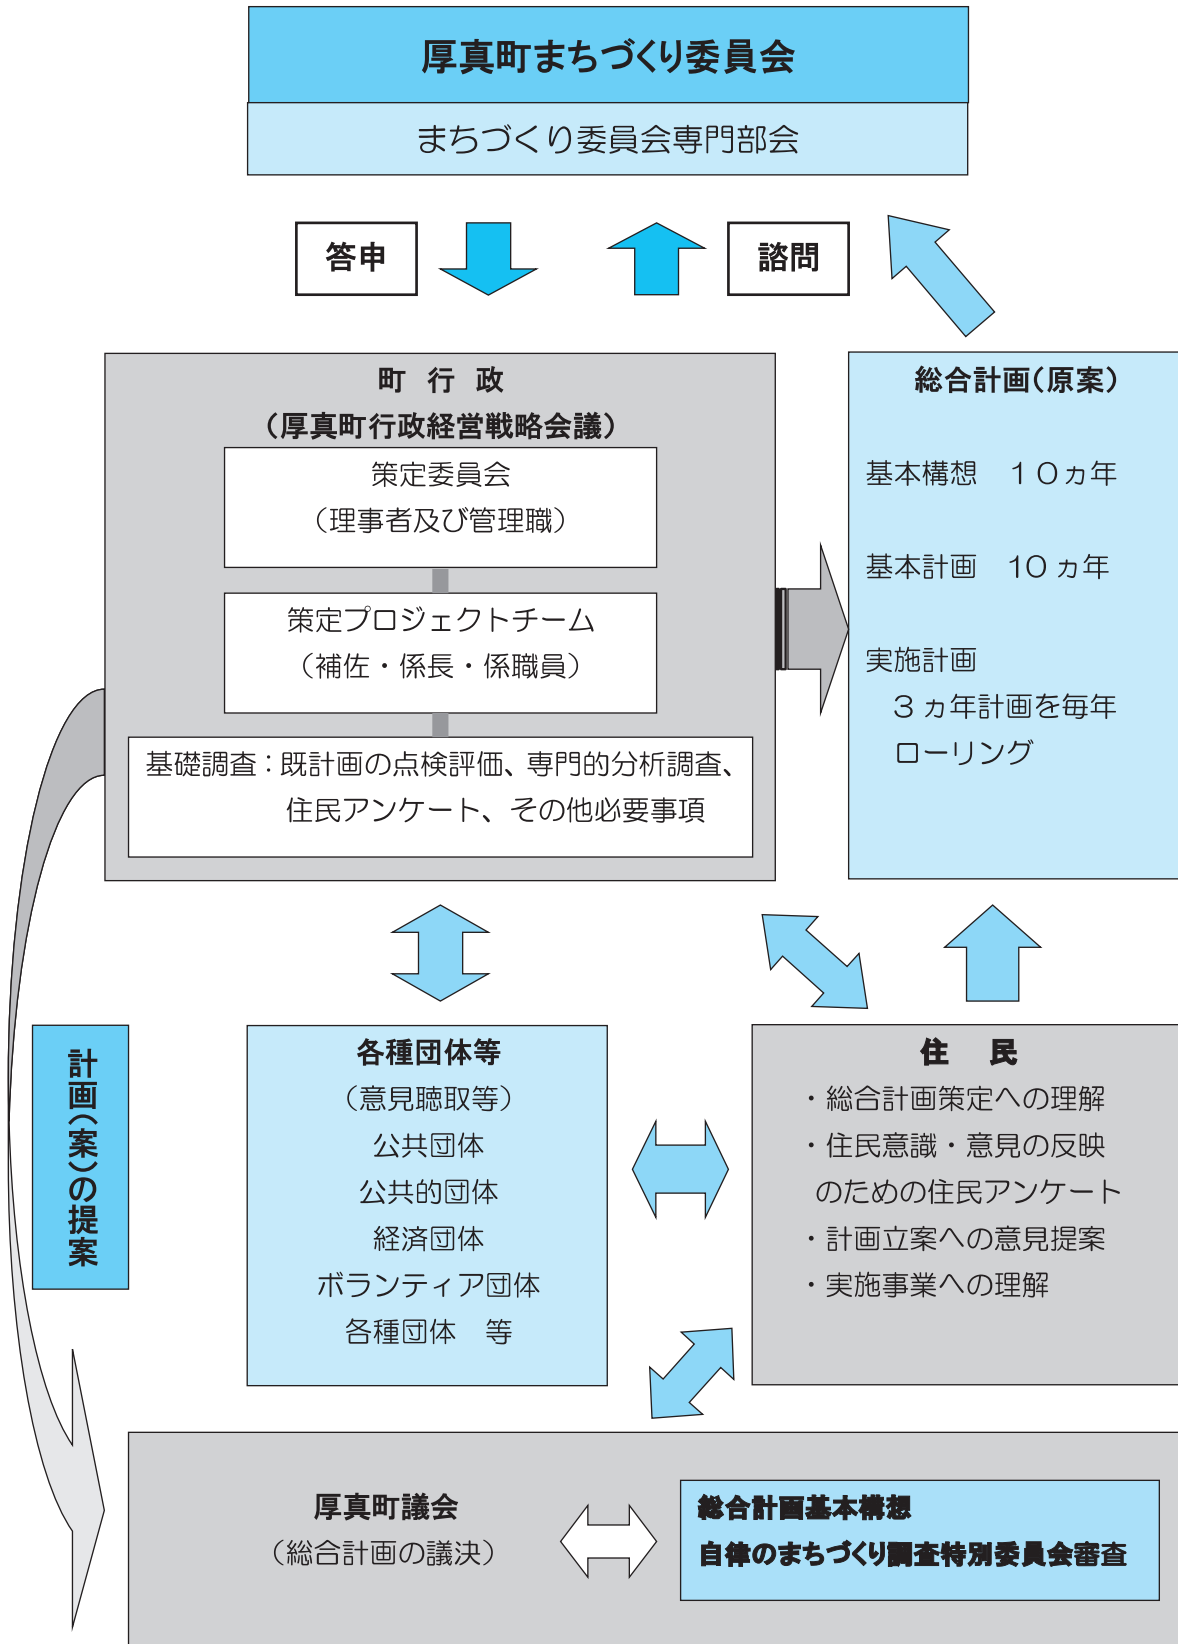 厚真町まちづくり委員会
まちづくり委員会専門部会
答申
諮問
町 行 政
（厚真町行政経営戦略会議）
策定委員会
（理事者及び管理職）
策定プロジェクトチーム
（補佐・係長・係職員）
基礎調査：既計画の点検評価、専門的分析調査、
住民アンケート、その他必要事項
総合計画（原案）
基本構想　１０ヵ年
基本計画　10 ヵ年
実施計画
３ヵ年計画を毎年
ローリング
計画（案）の提案
各種団体等
（意見聴取等）
公共団体
公共的団体
経済団体
ボランティア団体
各種団体　等
住　民
・総合計画策定への理解
・住民意識・意見の反映
のための住民アンケート
・計画立案への意見提案
・実施事業への理解
厚真町議会
（総合計画の議決）
総合計画基本構想
自律のまちづくり調査特別委員会審査